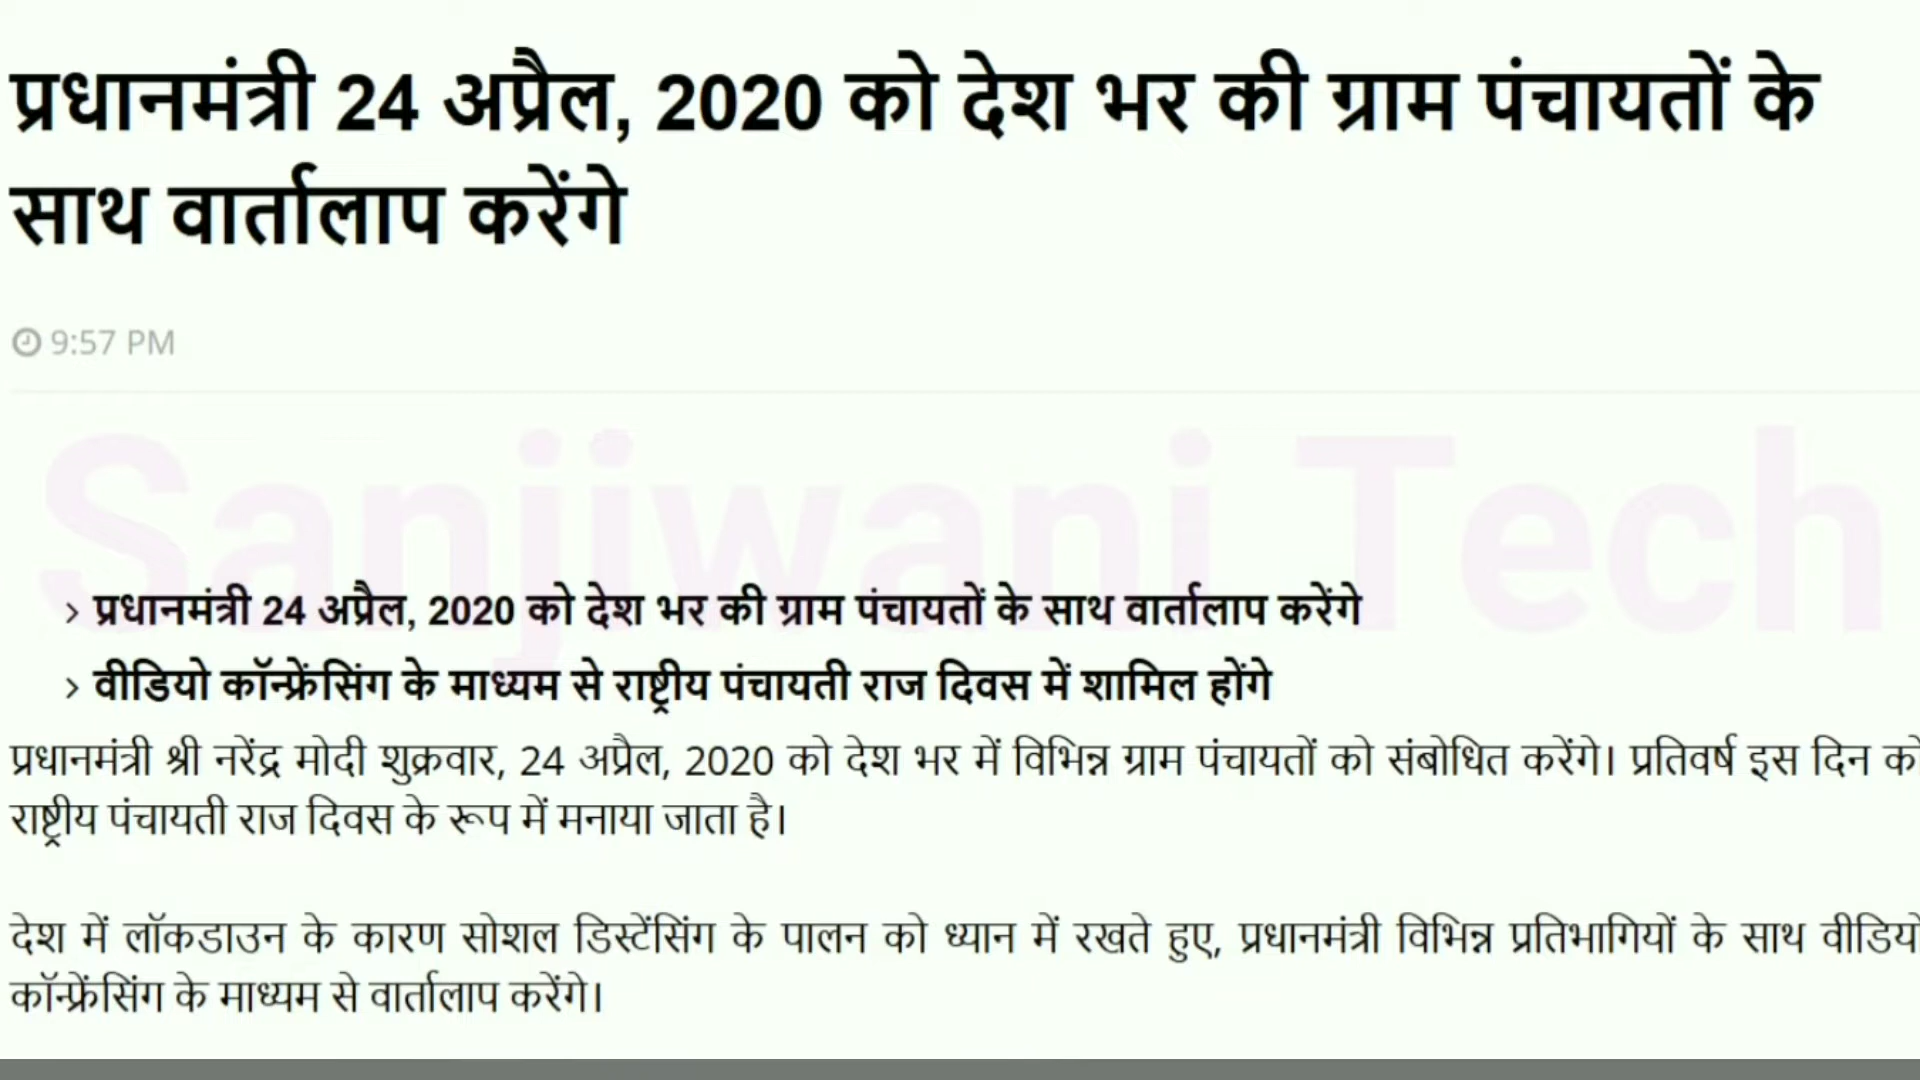 प्रधानमंत्री 24 अप्रैल, 2020 को देश भर की ग्राम पंचायतों के
साथ वार्तालाप करेंगे
9:57 PM
Sanjiwani Tech
› प्रधानमंत्री 24 अप्रैल, 2020 को देश भर की ग्राम पंचायतों के साथ वार्तालाप करेंगे
› वीडियो कॉन्फ्रेंसिंग के माध्यम से राष्ट्रीय पंचायती राज दिवस में शामिल होंगे
प्रधानमंत्री श्री नरेंद्र मोदी शुक्रवार, 24 अप्रैल, 2020 को देश भर में विभिन्न ग्राम पंचायतों को संबोधित करेंगे। प्रतिवर्ष इस दिन को
राष्ट्रीय पंचायती राज दिवस के रूप में मनाया जाता है।
देश में लॉकडाउन के कारण सोशल डिस्टेंसिंग के पालन को ध्यान में रखते हुए, प्रधानमंत्री विभिन्न प्रतिभागियों के साथ वीडियो
कॉन्फ्रेंसिंग के माध्यम से वार्तालाप करेंगे।